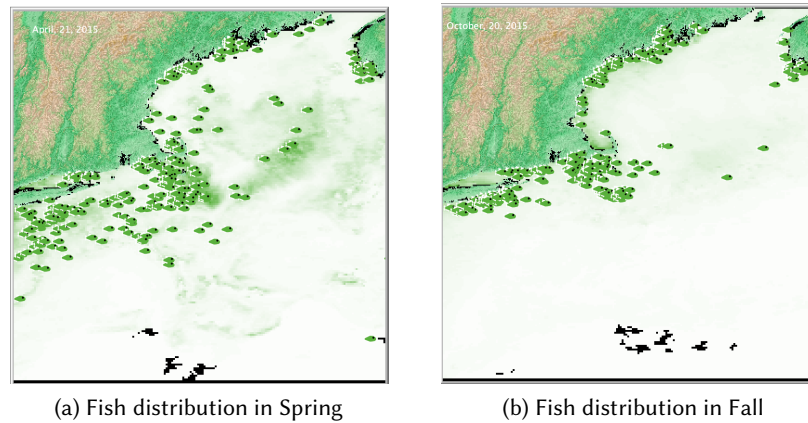 April, 21, 2015
October, 20, 2015
(a) Fish distribution in Spring
(b) Fish distribution in Fall